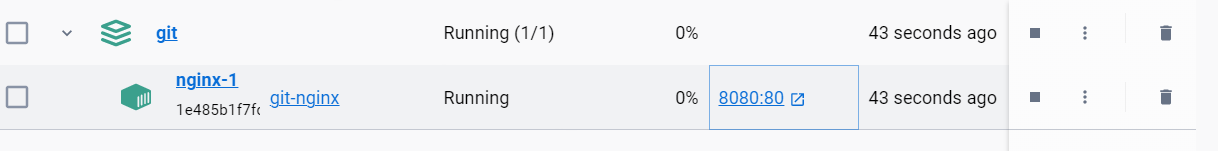 git Running (1/1) 0% 43 seconds ago
nginx-1
1e485b1f7f git-nginx Running 0% 8080:80 43 seconds ago